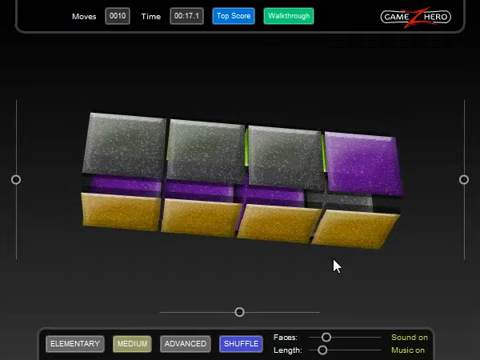 Moves 0010 Time 00:17.1 Top Score Walkthrough GAMEZHERO
ELEMENTARY MEDIUM ADVANCED SHUFFLE Faces: Sound on
Length: Music on